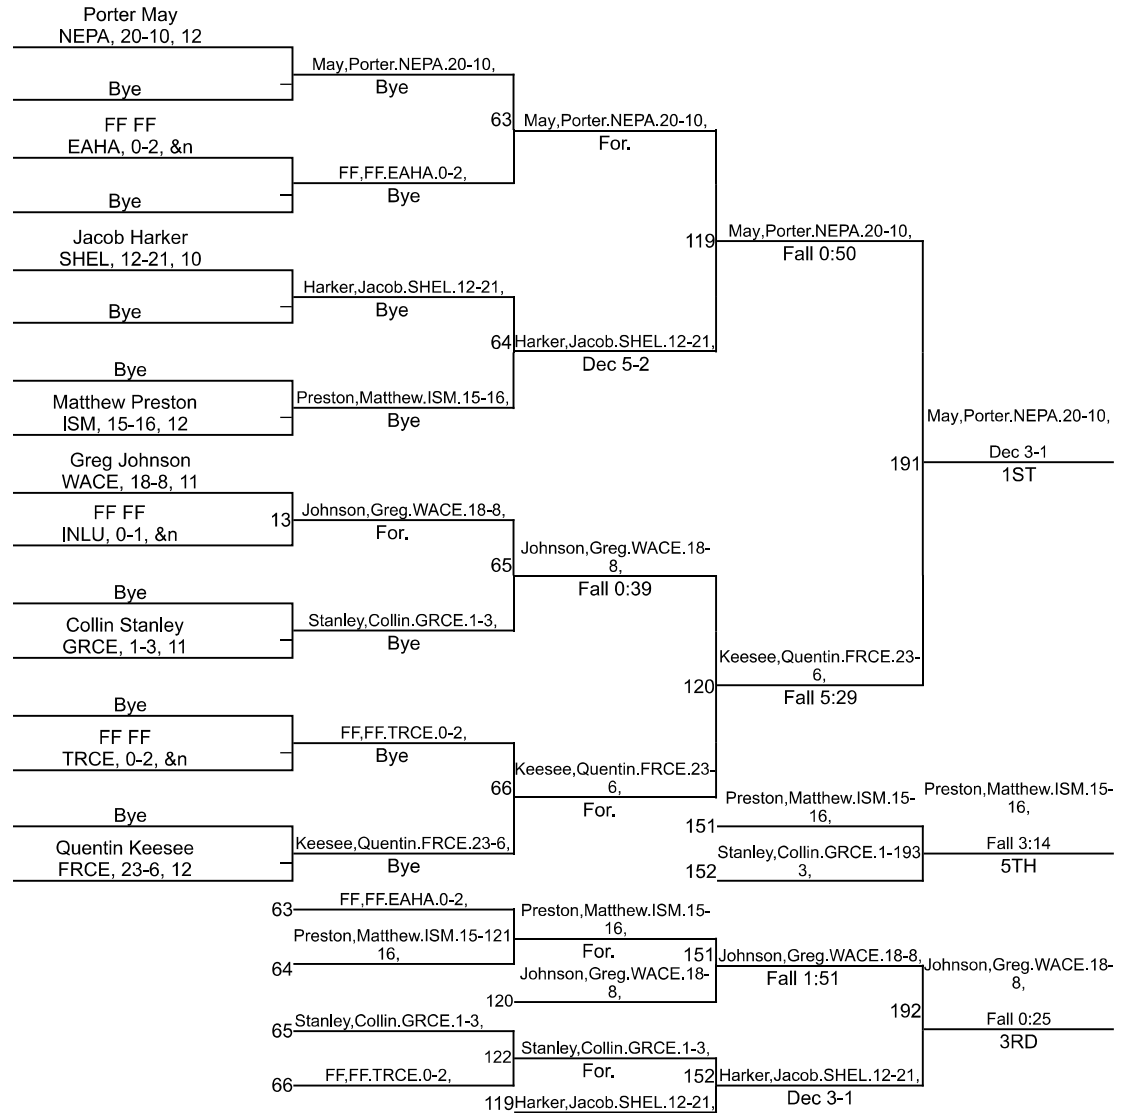 Porter May
NEPA, 20-10, 12
Bye
May,Porter.NEPA.20-10,
Bye
FF FF
EAHA, 0-2, &n
Bye
FF,FF.EAHA.0-2,
Bye
63
May,Porter.NEPA.20-10,
For.
Jacob Harker
SHEL, 12-21, 10
Bye
Harker,Jacob.SHEL.12-21,
Bye
Bye
Matthew Preston
ISM, 15-16, 12
Preston,Matthew.ISM.15-16,
Bye
64
Harker,Jacob.SHEL.12-21,
Dec 5-2
119
May,Porter.NEPA.20-10,
Fall 0:50
Greg Johnson
WACE, 18-8, 11
FF FF
INLU, 0-1, &n
13
Johnson,Greg.WACE.18-8,
For.
Bye
Collin Stanley
GRCE, 1-3, 11
Stanley,Collin.GRCE.1-3,
Bye
65
Johnson,Greg.WACE.18-
8,
Fall 0:39
Bye
FF FF
TRCE, 0-2, &n
FF,FF.TRCE.0-2,
Bye
Bye
Quentin Keesee
FRCE, 23-6, 12
Keesee,Quentin.FRCE.23-6,
Bye
66
Keesee,Quentin.FRCE.23-
6,
For.
120
Keesee,Quentin.FRCE.23-
6,
Fall 5:29
191
May,Porter.NEPA.20-10,
Dec 3-1
1ST
151
Preston,Matthew.ISM.15-
16,
152
Stanley,Collin.GRCE.1-193
3,
Preston,Matthew.ISM.15-
16,
Fall 3:14
5TH
63
FF,FF.EAHA.0-2,
64
Preston,Matthew.ISM.15-121
16,
Preston,Matthew.ISM.15-
16,
For.
120
Johnson,Greg.WACE.18-
8,
151
Johnson,Greg.WACE.18-8,
Fall 1:51
65
Stanley,Collin.GRCE.1-3,
66
FF,FF.TRCE.0-2,
122
Stanley,Collin.GRCE.1-3,
For.
119
Harker,Jacob.SHEL.12-21,
152
Harker,Jacob.SHEL.12-21,
Dec 3-1
192
Johnson,Greg.WACE.18-
8,
Fall 0:25
3RD